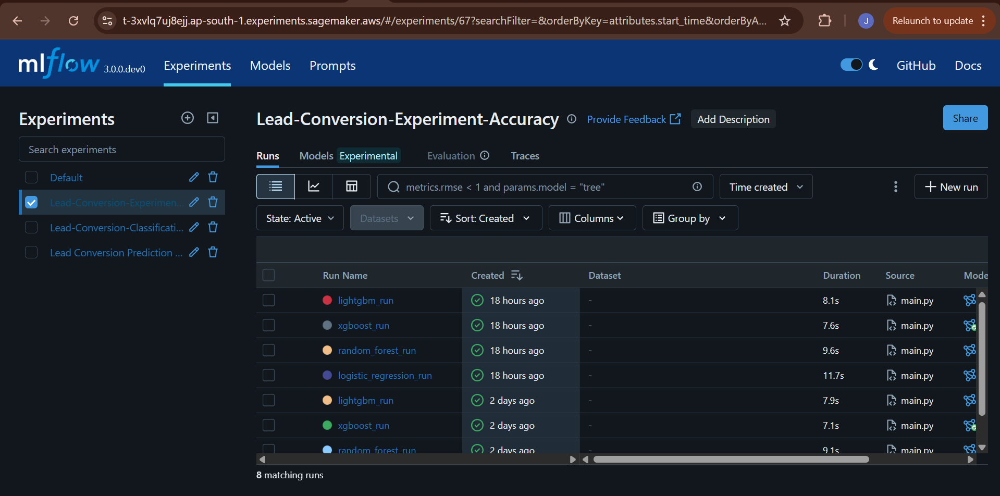 t-3xvlq7uj8ejj.ap-south-1.experiments.sagemaker.aws/#/experiments/67?searchFilter=&orderByKey=attributes.start_time&orderByA...
J
Relaunch to update
mlflow 3.0.0.dev0
Experiments
Models
Prompts
GitHub
Docs
Experiments
Search experiments
Default
Lead-Conversion-Experimen...
Lead-Conversion-Classificati...
Lead Conversion Prediction ...
Lead-Conversion-Experiment-Accuracy
Provide Feedback
Add Description
Share
Runs
Models Experimental
Evaluation
Traces
metrics.rmse < 1 and params.model = "tree"
Time created
New run
State: Active
Datasets
Sort: Created
Columns
Group by
Run Name Created Dataset Duration Source Mode
lightgbm_run 18 hours ago - 8.1s main.py
xgboost_run 18 hours ago - 7.6s main.py
random_forest_run 18 hours ago - 9.6s main.py
logistic_regression_run 18 hours ago - 11.7s main.py
lightgbm_run 2 days ago - 7.9s main.py
xgboost_run 2 days ago - 7.1s main.py
random_forest_run 2 days ago - 9.1s main.py
8 matching runs